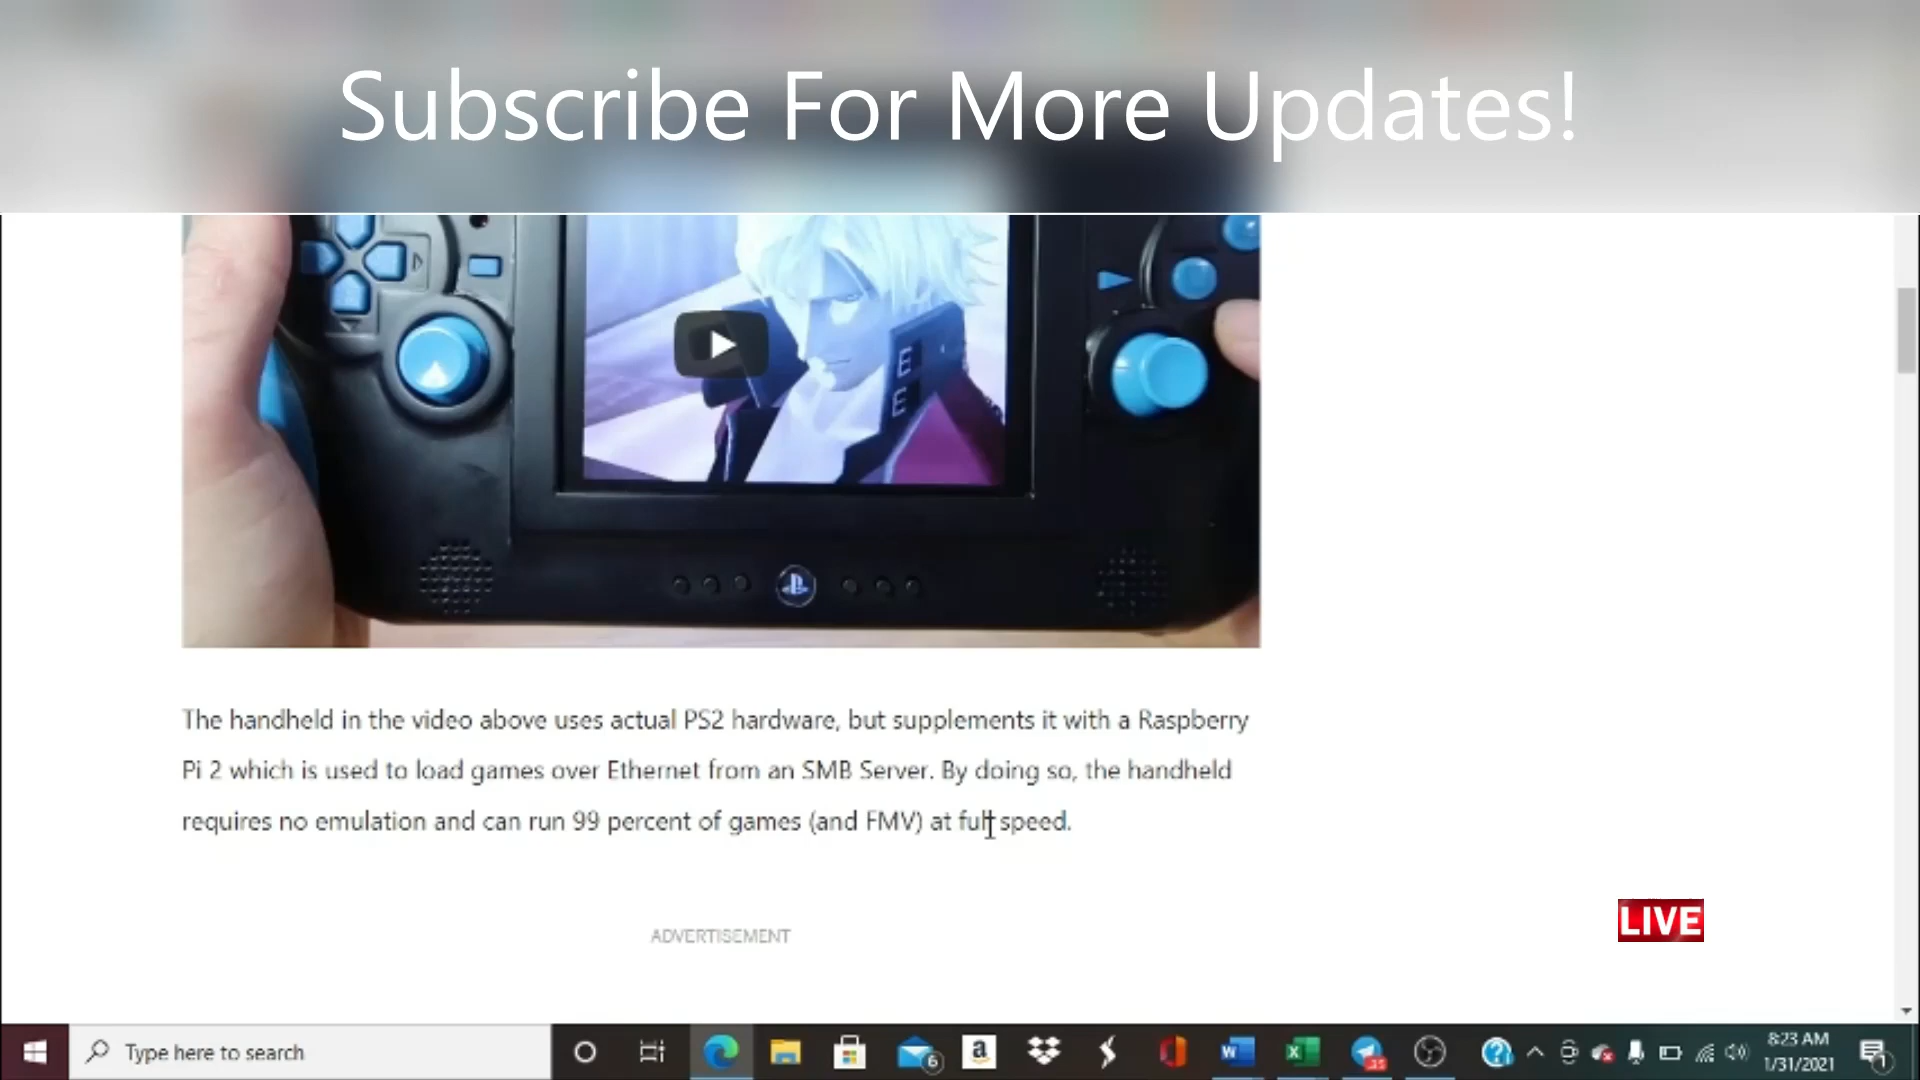 Subscribe For More Updates!
The handheld in the video above uses actual PS2 hardware, but supplements it with a Raspberry
Pi 2 which is used to load games over Ethernet from an SMB Server. By doing so, the handheld
requires no emulation and can run 99 percent of games (and FMV) at full speed.
ADVERTISEMENT
LIVE
Type here to search
6
a
W
X
8:23 AM
1/31/2021
1